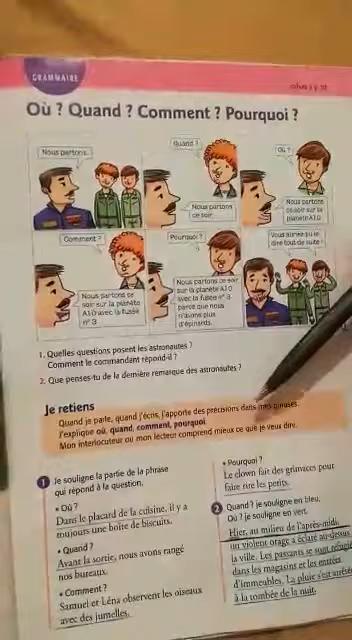 GRAMMAIRE
Où ? Quand ? Comment ? Pourquoi ?
Nous partons.
Quand ?
Nous partons
ce soir.
Où ?
Nous partons
ce soir sur la
planète A10.
Comment ?
Nous partons ce
soir sur la planète
A10 avec la fusée
n° 3.
Pourquoi ?
Nous partons ce soir
sur la planète A10
avec la fusée n° 3
parce que nous
n'avons plus
d'épinards.
Vous auriez pu le
dire tout de suite !
1. Quelles questions posent les astronautes ?
Comment le commandant répond-il ?
2. Que penses-tu de la dernière remarque des astronautes ?
Je retiens
Quand je parle, quand j'écris, j'apporte des précisions dans mes phrases.
J'explique où, quand, comment, pourquoi.
Mon interlocuteur ou mon lecteur comprend mieux ce que je veux dire.
1 Je souligne la partie de la phrase
qui répond à la question.
• Où ?
Dans le placard de la cuisine, il y a
toujours une boîte de biscuits.
• Quand ?
Avant la sortie, nous avons rangé
nos bureaux.
• Comment ?
Samuel et Léna observent les oiseaux
avec des jumelles.
• Pourquoi ?
Le clown fait des grimaces pour
faire rire les petits.
2 Quand ? je souligne en bleu,
Où ? je souligne en vert.
Hier, au milieu de l'après-midi,
un violent orage a éclaté au-dessus
la ville. Les passants se sont réfugié
dans les magasins et les entrées
d'immeubles. La pluie s'est arrêté
à la tombée de la nuit.